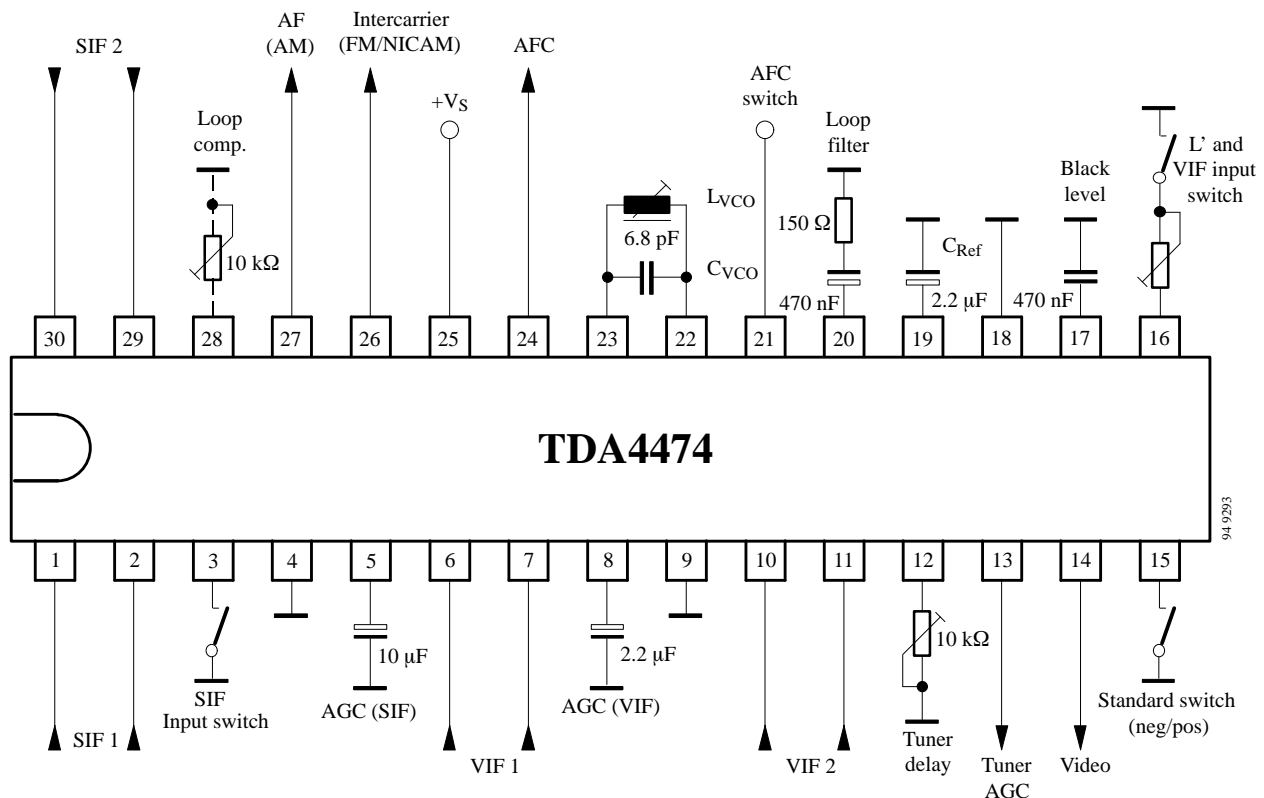 SIF 2
AF
(AM)
Intercarrier
(FM/NICAM)
AFC
+VS
AFC
switch
Loop
comp.
Loop
filter
L’ and
VIF input
switch
Black
level
LVCO
6.8 pF
CVCO
150 Ω
470 nF
CRef
2.2 µF
470 nF
10 kΩ
30
29
28
27
26
25
24
23
22
21
20
19
18
17
16
TDA4474
94 9293
1
2
3
4
5
6
7
8
9
10
11
12
13
14
15
10 µF
2.2 µF
10 kΩ
SIF
Input switch
AGC (SIF)
AGC (VIF)
Standard switch
(neg/pos)
SIF 1
VIF 1
VIF 2
Tuner
delay
Tuner
AGC
Video